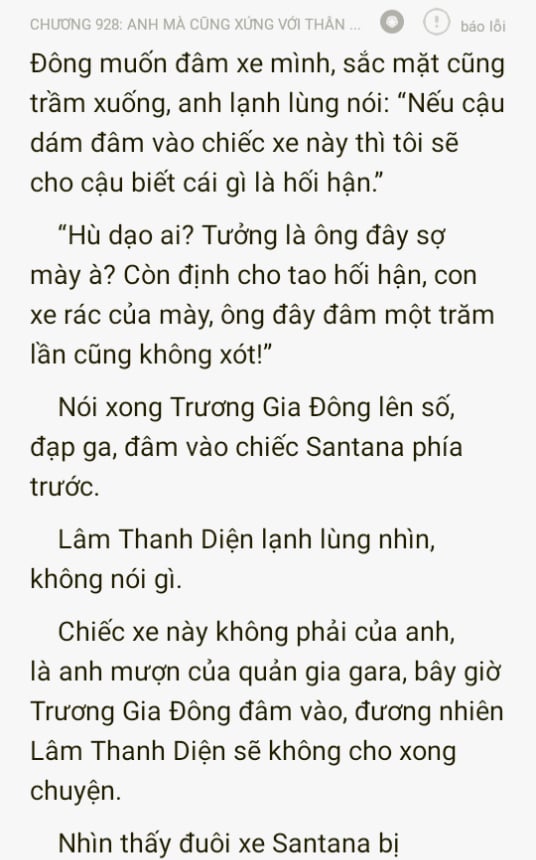 CHƯƠNG 928: ANH MÀ CŨNG XỨNG VỚI THÂN ...
báo lỗi
Đông muốn đâm xe mình, sắc mặt cũng
trầm xuống, anh lạnh lùng nói: “Nếu cậu
dám đâm vào chiếc xe này thì tôi sẽ
cho cậu biết cái gì là hối hận.”
“Hù dạo ai? Tưởng là ông đây sợ
mày à? Còn định cho tao hối hận, con
xe rác của mày, ông đây đâm một trăm
lần cũng không xót!”
Nói xong Trương Gia Đông lên số,
đạp ga, đâm vào chiếc Santana phía
trước.
Lâm Thanh Diện lạnh lùng nhìn,
không nói gì.
Chiếc xe này không phải của anh,
là anh mượn của quản gia gara, bây giờ
Trương Gia Đông đâm vào, đương nhiên
Lâm Thanh Diện sẽ không cho xong
chuyện.
Nhìn thấy đuôi xe Santana bị